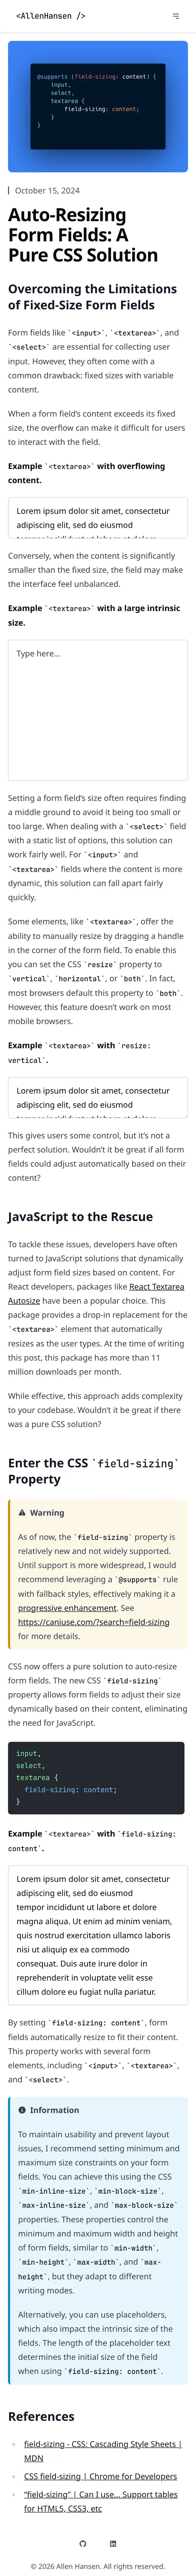 <AllenHansen />
@supports (field-sizing: content) {
input,
select,
textarea {
field-sizing: content;
}
}
October 15, 2024
Auto-Resizing
Form Fields: A
Pure CSS Solution
Overcoming the Limitations
of Fixed-Size Form Fields
Form fields like `<input>`, `<textarea>`, and
`<select>` are essential for collecting user
input. However, they often come with a
common drawback: fixed sizes with variable
content.
When a form field's content exceeds its fixed
size, the overflow can make it difficult for users
to interact with the field.
Example `<textarea>` with overflowing
content.
Lorem ipsum dolor sit amet, consectetur
adipiscing elit, sed do eiusmod
tempor incididunt ut labore et dolore
Conversely, when the content is significantly
smaller than the fixed size, the field may make
the interface feel unbalanced.
Example `<textarea>` with a large intrinsic
size.
Type here...
Setting a form field's size often requires finding
a middle ground to avoid it being too small or
too large. When dealing with a `<select>` field
with a static list of options, this solution can
work fairly well. For `<input>` and
`<textarea>` fields where the content is more
dynamic, this solution can fall apart fairly
quickly.
Some elements, like `<textarea>`, offer the
ability to manually resize by dragging a handle
in the corner of the form field. To enable this
you can set the CSS `resize` property to
`vertical`, `horizontal`, or `both`. In fact,
most browsers default this property to `both`.
However, this feature doesn't work on most
mobile browsers.
Example `<textarea>` with `resize:
vertical`.
Lorem ipsum dolor sit amet, consectetur
adipiscing elit, sed do eiusmod
tempor incididunt ut labore et dolore
This gives users some control, but it's not a
perfect solution. Wouldn't it be great if all form
fields could adjust automatically based on their
content?
JavaScript to the Rescue
To tackle these issues, developers have often
turned to JavaScript solutions that dynamically
adjust form field sizes based on content. For
React developers, packages like React Textarea
Autosize have been a popular choice. This
package provides a drop-in replacement for the
`<textarea>` element that automatically
resizes as the user types. At the time of writing
this post, this package has more than 11
million downloads per month.
While effective, this approach adds complexity
to your codebase. Wouldn't it be great if there
was a pure CSS solution?
Enter the CSS `field-sizing`
Property
Warning
As of now, the `field-sizing` property is
relatively new and not widely supported.
Until support is more widespread, I would
recommend leveraging a `@supports` rule
with fallback styles, effectively making it a
progressive enhancement. See
https://caniuse.com/?search=field-sizing
for more details.
CSS now offers a pure solution to auto-resize
form fields. The new CSS `field-sizing`
property allows form fields to adjust their size
dynamically based on their content, eliminating
the need for JavaScript.
input,
select,
textarea {
field-sizing: content;
}
Example `<textarea>` with `field-sizing:
content`.
Lorem ipsum dolor sit amet, consectetur
adipiscing elit, sed do eiusmod
tempor incididunt ut labore et dolore
magna aliqua. Ut enim ad minim veniam,
quis nostrud exercitation ullamco laboris
nisi ut aliquip ex ea commodo
consequat. Duis aute irure dolor in
reprehenderit in voluptate velit esse
cillum dolore eu fugiat nulla pariatur.
By setting `field-sizing: content`, form
fields automatically resize to fit their content.
This property works with several form
elements, including `<input>`, `<textarea>`,
and `<select>`.
Information
To maintain usability and prevent layout
issues, I recommend setting minimum and
maximum size constraints on your form
fields. You can achieve this using the CSS
`min-inline-size`, `min-block-size`,
`max-inline-size`, and `max-block-size`
properties. These properties control the
minimum and maximum width and height
of form fields, similar to `min-width`,
`min-height`, `max-width`, and `max-
height`, but they adapt to different
writing modes.
Alternatively, you can use placeholders,
which also impact the intrinsic size of the
fields. The length of the placeholder text
determines the initial size of the field
when using `field-sizing: content`.
References
field-sizing - CSS: Cascading Style Sheets |
MDN
CSS field-sizing | Chrome for Developers
"field-sizing" | Can I use... Support tables
for HTML5, CSS3, etc
© 2026 Allen Hansen. All rights reserved.